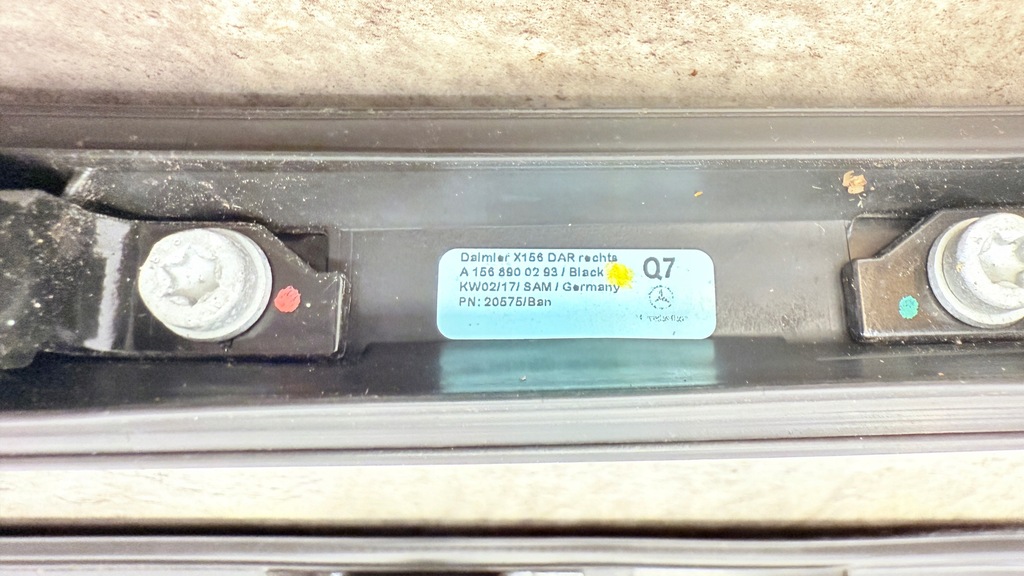 Daimler X156 DAR rechts
A 156 890 02 93 / Black
Q7
KW02/17/ SAM / Germany
PN: 20575/Ban